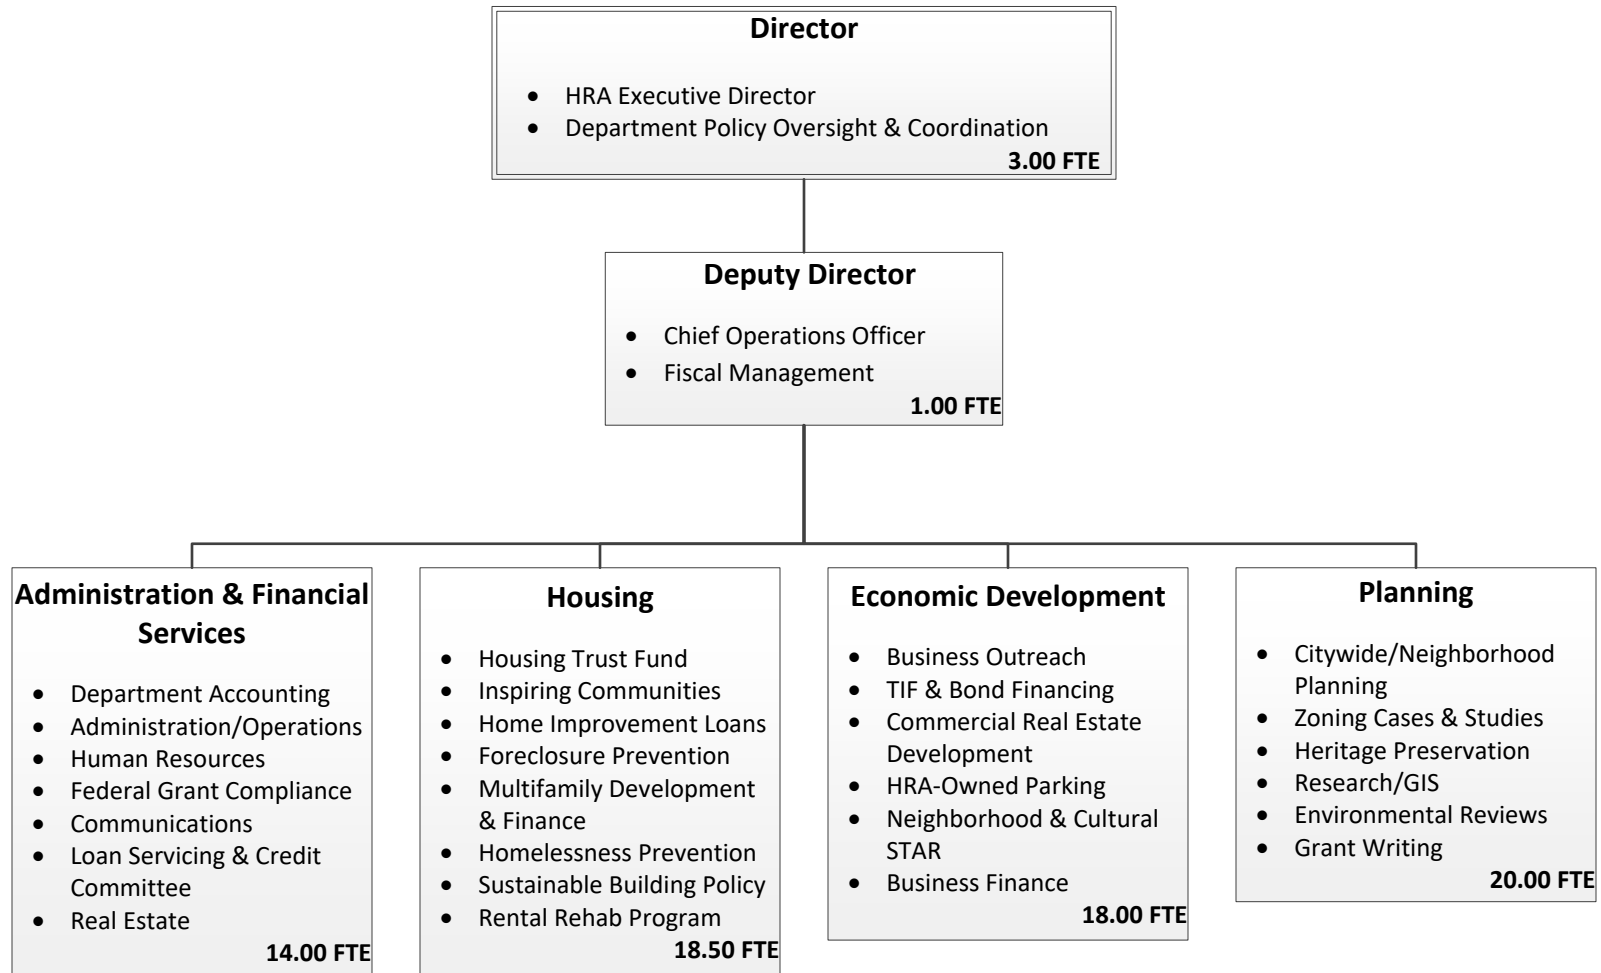 Director
• HRA Executive Director
• Department Policy Oversight & Coordination
3.00 FTE
Deputy Director
• Chief Operations Officer
• Fiscal Management
1.00 FTE
Administration & Financial
Services
• Department Accounting
• Administration/Operations
• Human Resources
• Federal Grant Compliance
• Communications
• Loan Servicing & Credit
Committee
• Real Estate
14.00 FTE
Housing
• Housing Trust Fund
• Inspiring Communities
• Home Improvement Loans
• Foreclosure Prevention
• Multifamily Development
& Finance
• Homelessness Prevention
• Sustainable Building Policy
• Rental Rehab Program
18.50 FTE
Economic Development
• Business Outreach
• TIF & Bond Financing
• Commercial Real Estate
Development
• HRA-Owned Parking
• Neighborhood & Cultural
STAR
• Business Finance
18.00 FTE
Planning
• Citywide/Neighborhood
Planning
• Zoning Cases & Studies
• Heritage Preservation
• Research/GIS
• Environmental Reviews
• Grant Writing
20.00 FTE